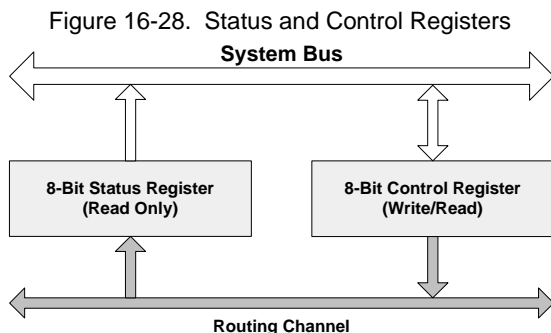 Figure 16-28. Status and Control Registers
System Bus
8-Bit Status Register
(Read Only)
8-Bit Control Register
(Write/Read)
Routing Channel